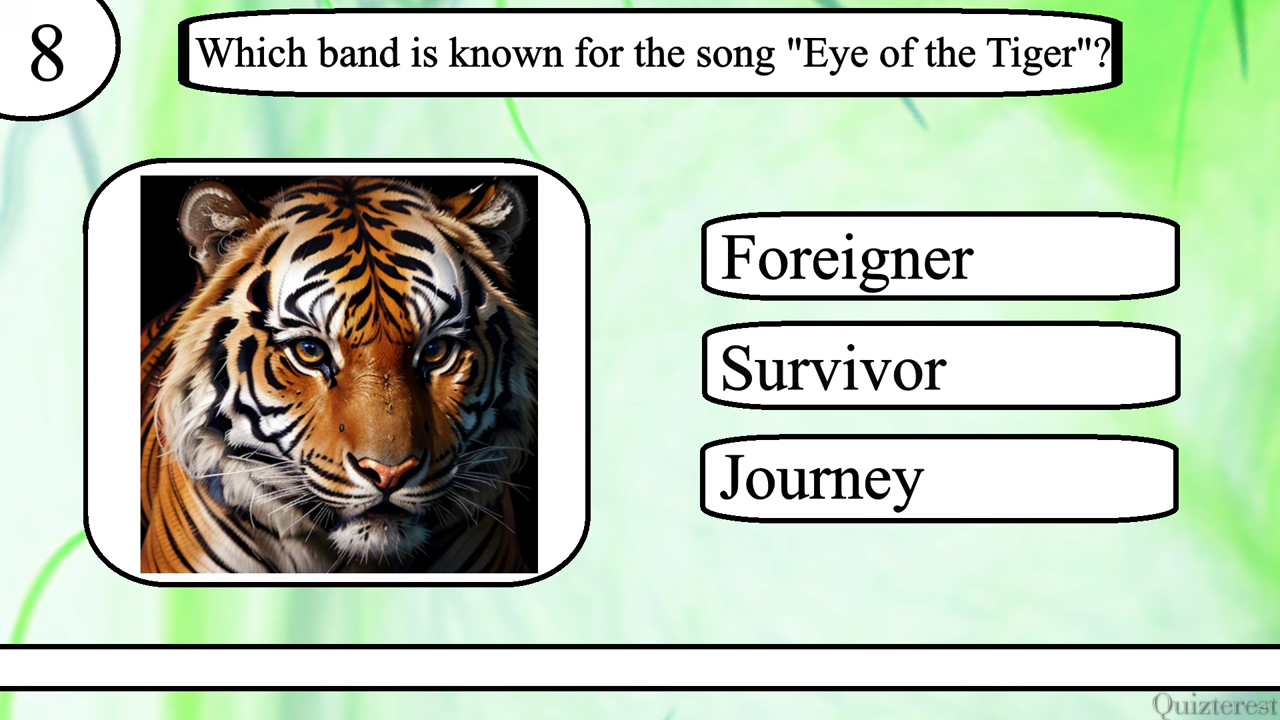 8
Which band is known for the song "Eye of the Tiger"?
Foreigner
Survivor
Journey
Quizterest